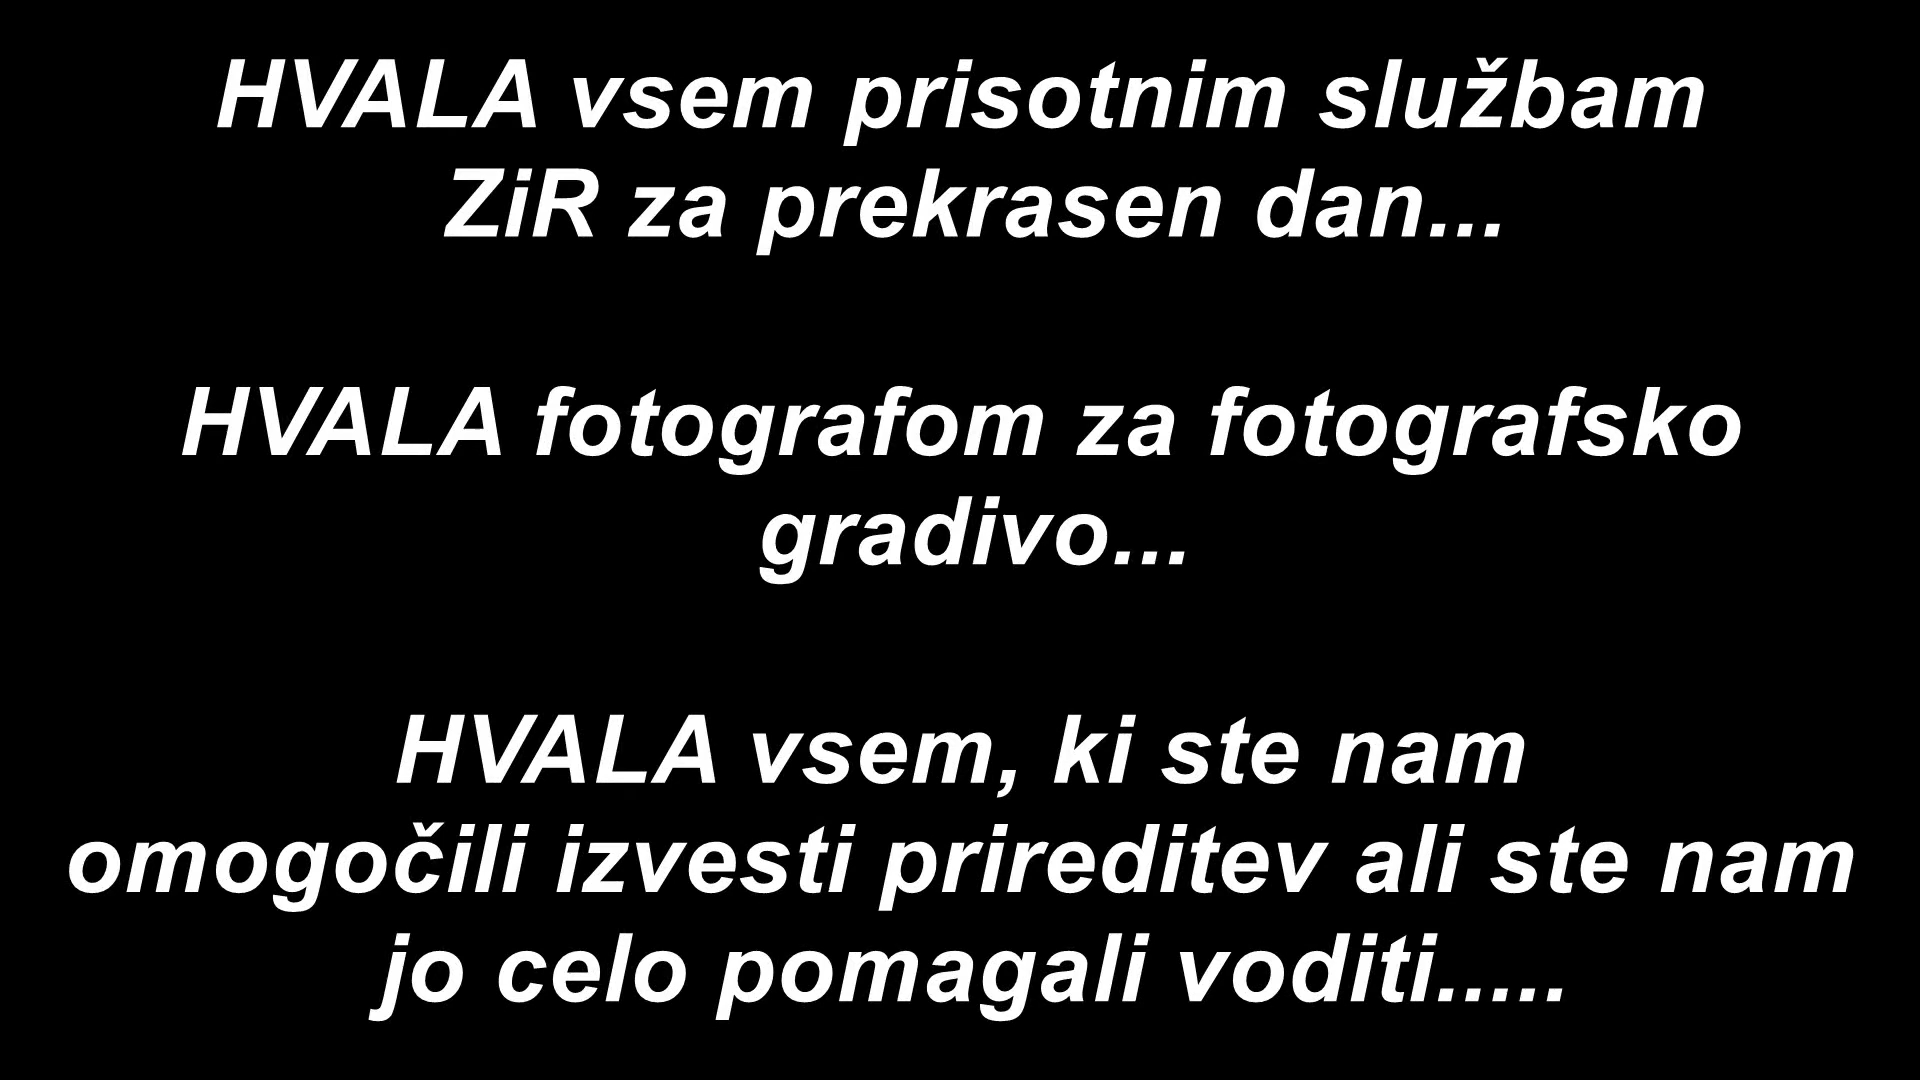 HVALA vsem prisotnim službam
ZiR za prekrasen dan...
HVALA fotografom za fotografsko
gradivo...
HVALA vsem, ki ste nam
omogočili izvesti prireditev ali ste nam
jo celo pomagali voditi.....